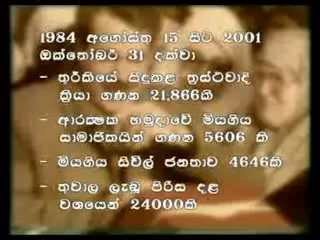 1984 අගෝස්තු 15 සිට 2001
ඔක්තෝබර් 31 දක්වා
- තුර්කියේ සිදුකළ ත්‍රස්ථවාදි
ක්‍රියා ගණන 21,866කි
- ආරක්‍ෂක හමුදාවේ මියගිය
සාමාජිකයින් ගණන 5606 කි
- මියගිය සිවිල් ජනතාව 4646කි
- තුවාල ලැබූ පිරිස දළ
වශයෙන් 24000කි